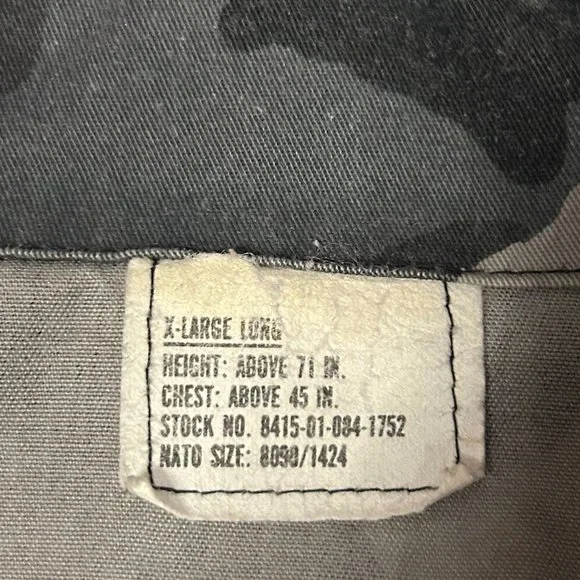 X-LARGE LONG
HEIGHT: ABOVE 71 IN.
CHEST: ABOVE 45 IN.
STOCK NO. 8415-01-084-1752
NATO SIZE: 8090/1424